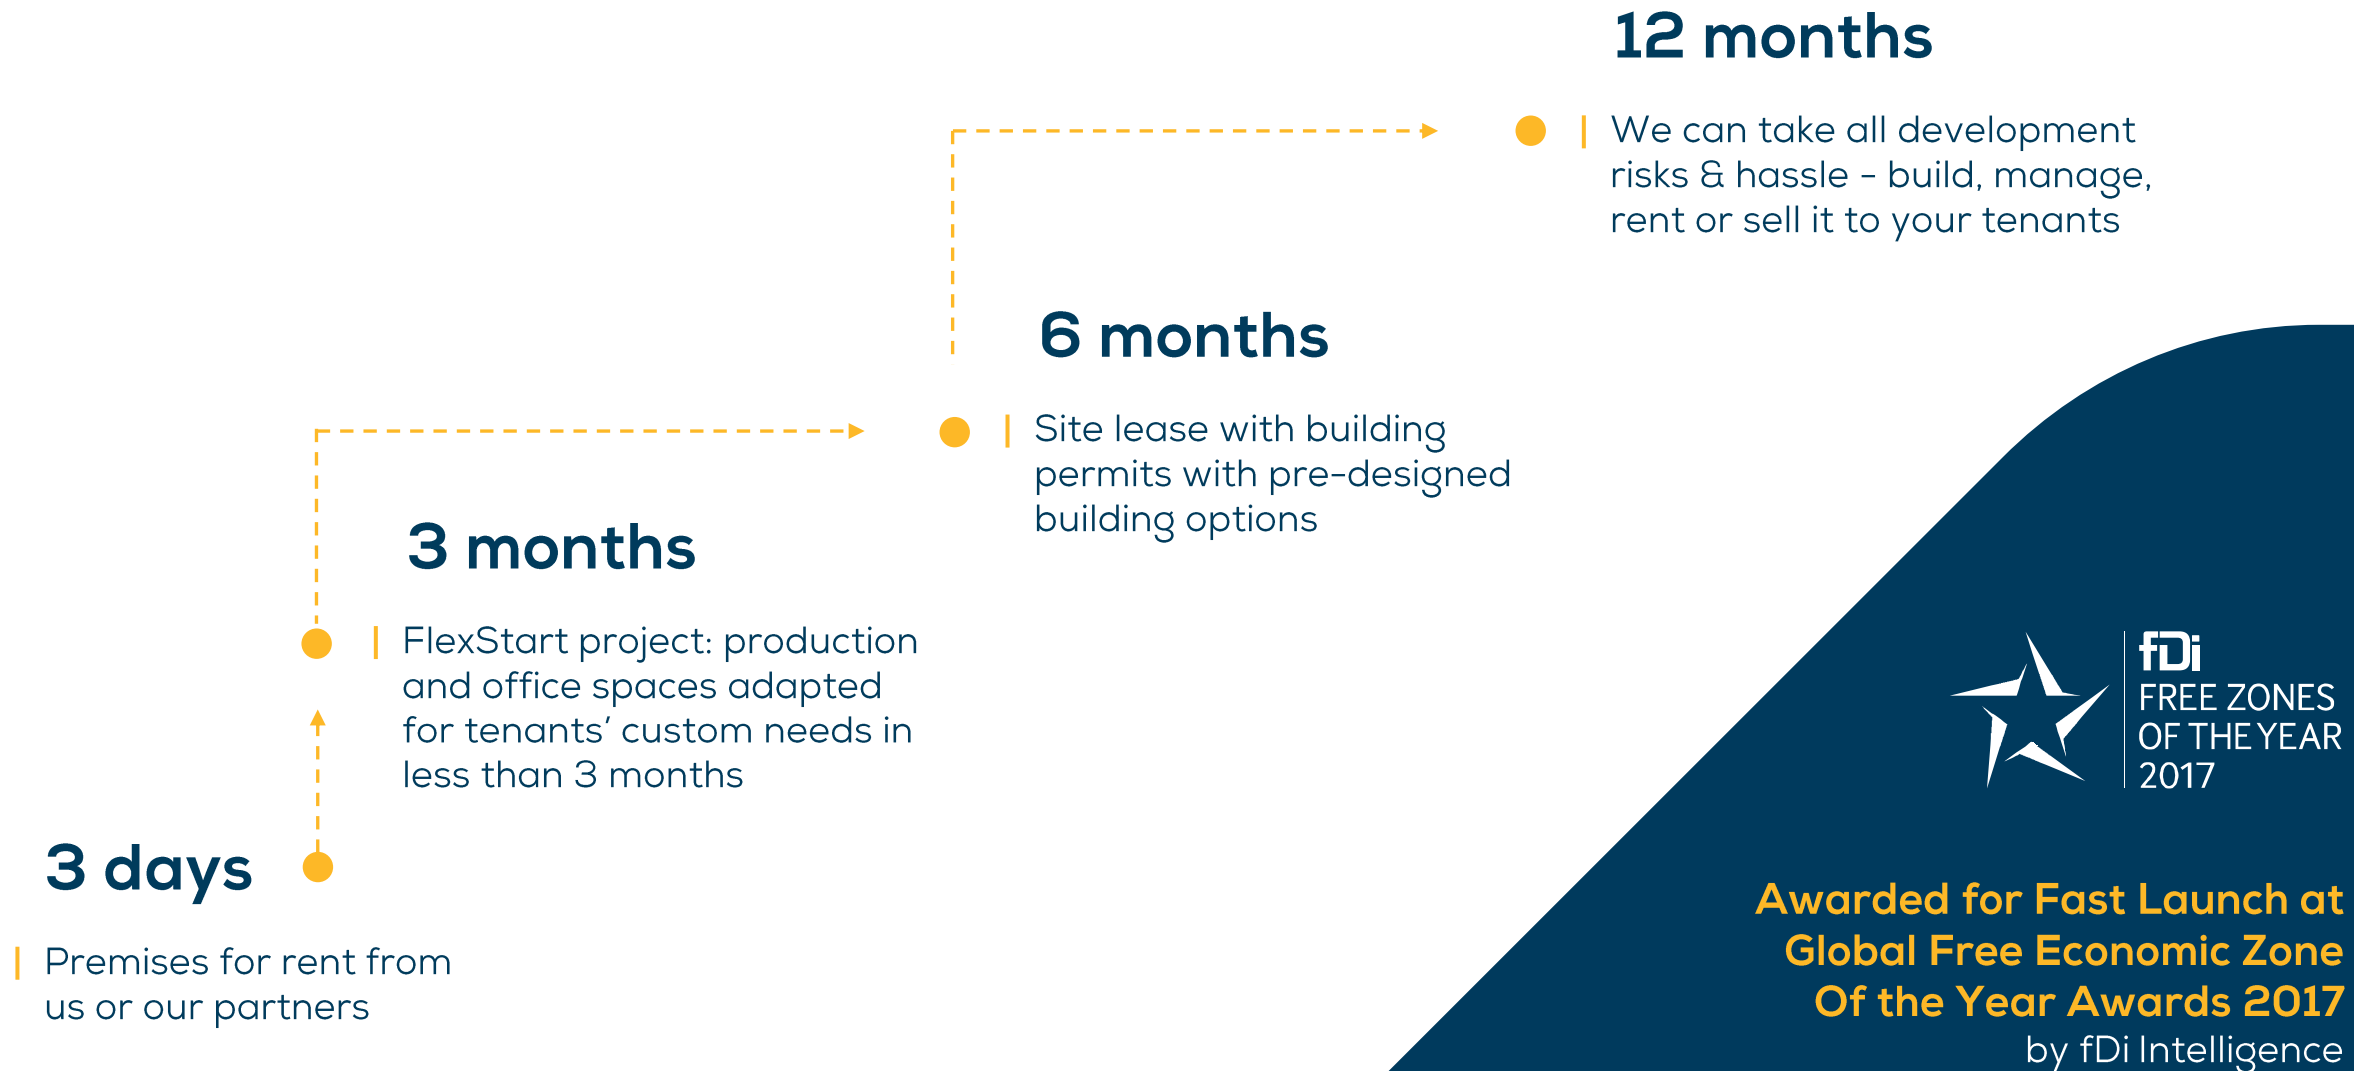 12 months
We can take all development
risks & hassle - build, manage,
rent or sell it to your tenants
6 months
Site lease with building
permits with pre-designed
building options
3 months
FlexStart project: production
and office spaces adapted
for tenants’ custom needs in
less than 3 months
3 days
Premises for rent from
us or our partners
fDi
FREE ZONES
OF THE YEAR
2017
Awarded for Fast Launch at
Global Free Economic Zone
Of the Year Awards 2017
by fDi Intelligence